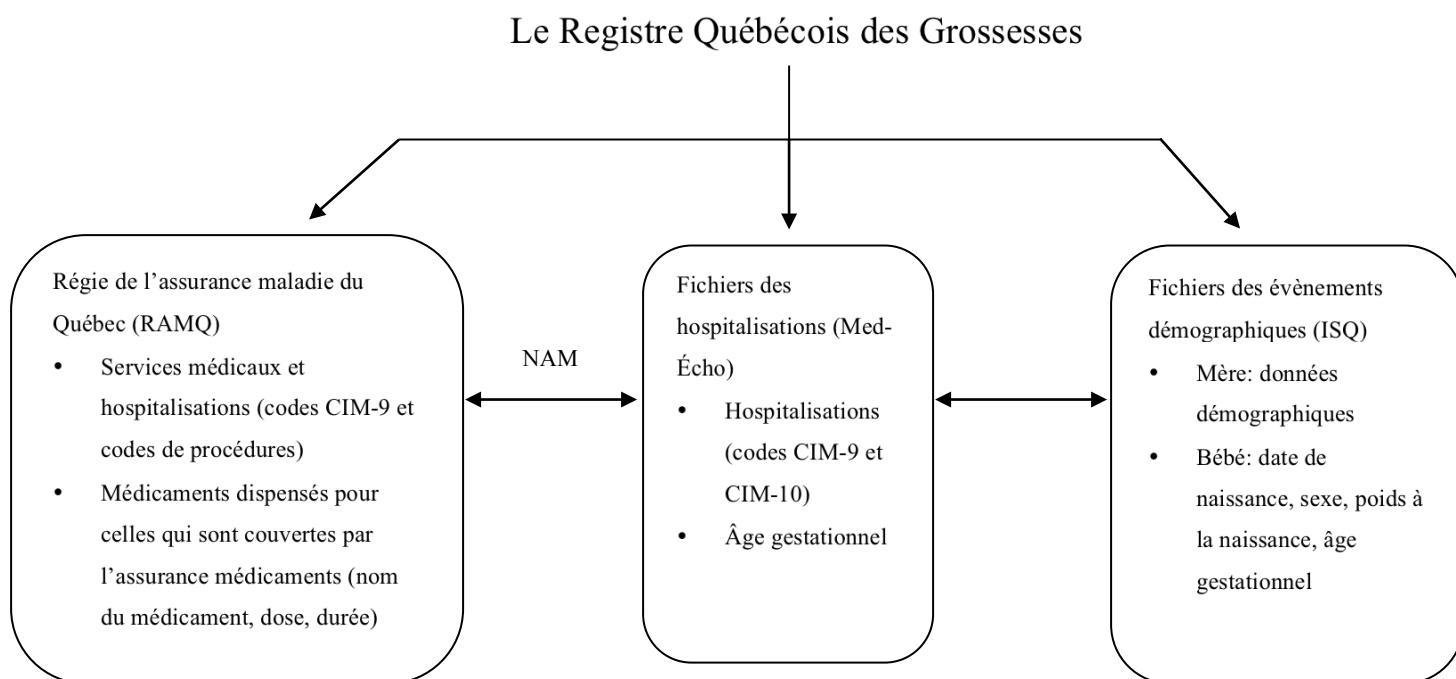 Le Registre Québécois des Grossesses
Régie de l’assurance maladie du
Québec (RAMQ)
• Services médicaux et
hospitalisations (codes CIM-9 et
codes de procédures)
• Médicaments dispensés pour
celles qui sont couvertes par
l’assurance médicaments (nom
du médicament, dose, durée)
NAM
Fichiers des
hospitalisations (Med-
Écho)
• Hospitalisations
(codes CIM-9 et
CIM-10)
• Âge gestationnel
Fichiers des évènements
démographiques (ISQ)
• Mère: données
démographiques
• Bébé: date de
naissance, sexe, poids à
la naissance, âge
gestationnel